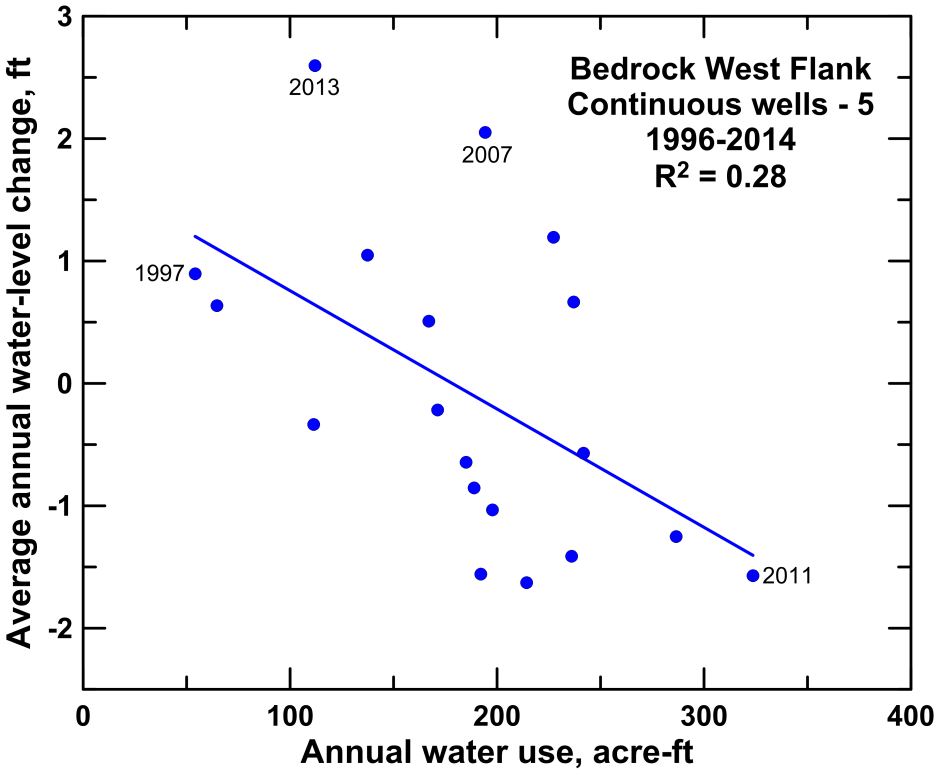 3
2
1
0
-1
-2
Average annual water-level change, ft
Bedrock West Flank
Continuous wells - 5
1996-2014
R² = 0.28
2013
2007
1997
2011
0 100 200 300 400
Annual water use, acre-ft